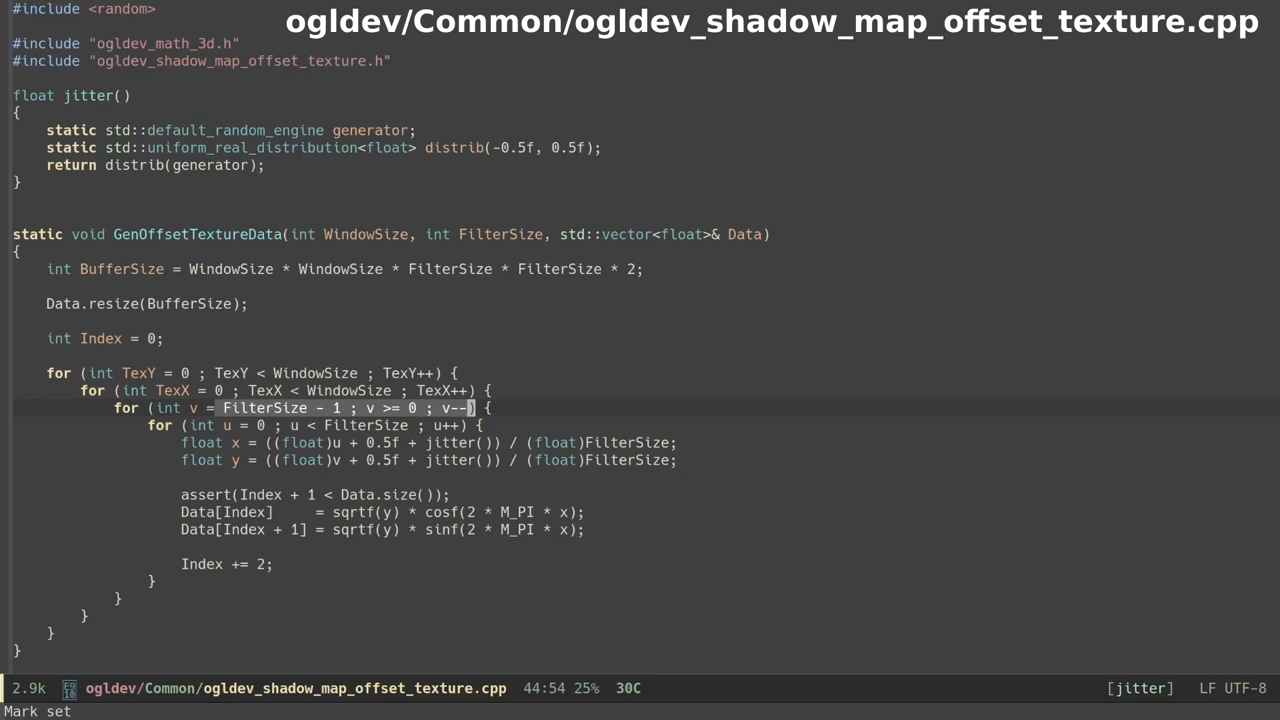 #include <random>
ogldev/Common/ogldev_shadow_map_offset_texture.cpp
#include "ogldev_math_3d.h"
#include "ogldev_shadow_map_offset_texture.h"
float jitter()
{
static std::default_random_engine generator;
static std::uniform_real_distribution<float> distrib(-0.5f, 0.5f);
return distrib(generator);
}
static void GenOffsetTextureData(int WindowSize, int FilterSize, std::vector<float>& Data)
{
int BufferSize = WindowSize * WindowSize * FilterSize * FilterSize * 2;
Data.resize(BufferSize);
int Index = 0;
for (int TexY = 0 ; TexY < WindowSize ; TexY++) {
for (int TexX = 0 ; TexX < WindowSize ; TexX++) {
for (int v = FilterSize - 1 ; v >= 0 ; v--) {
for (int u = 0 ; u < FilterSize ; u++) {
float x = ((float)u + 0.5f + jitter()) / (float)FilterSize;
float y = ((float)v + 0.5f + jitter()) / (float)FilterSize;
assert(Index + 1 < Data.size());
Data[Index]     = sqrtf(y) * cosf(2 * M_PI * x);
Data[Index + 1] = sqrtf(y) * sinf(2 * M_PI * x);
Index += 2;
}
}
}
}
}
2.9k ogldev/Common/ogldev_shadow_map_offset_texture.cpp 44:54 25% 30C [jitter] LF UTF-8
Mark set